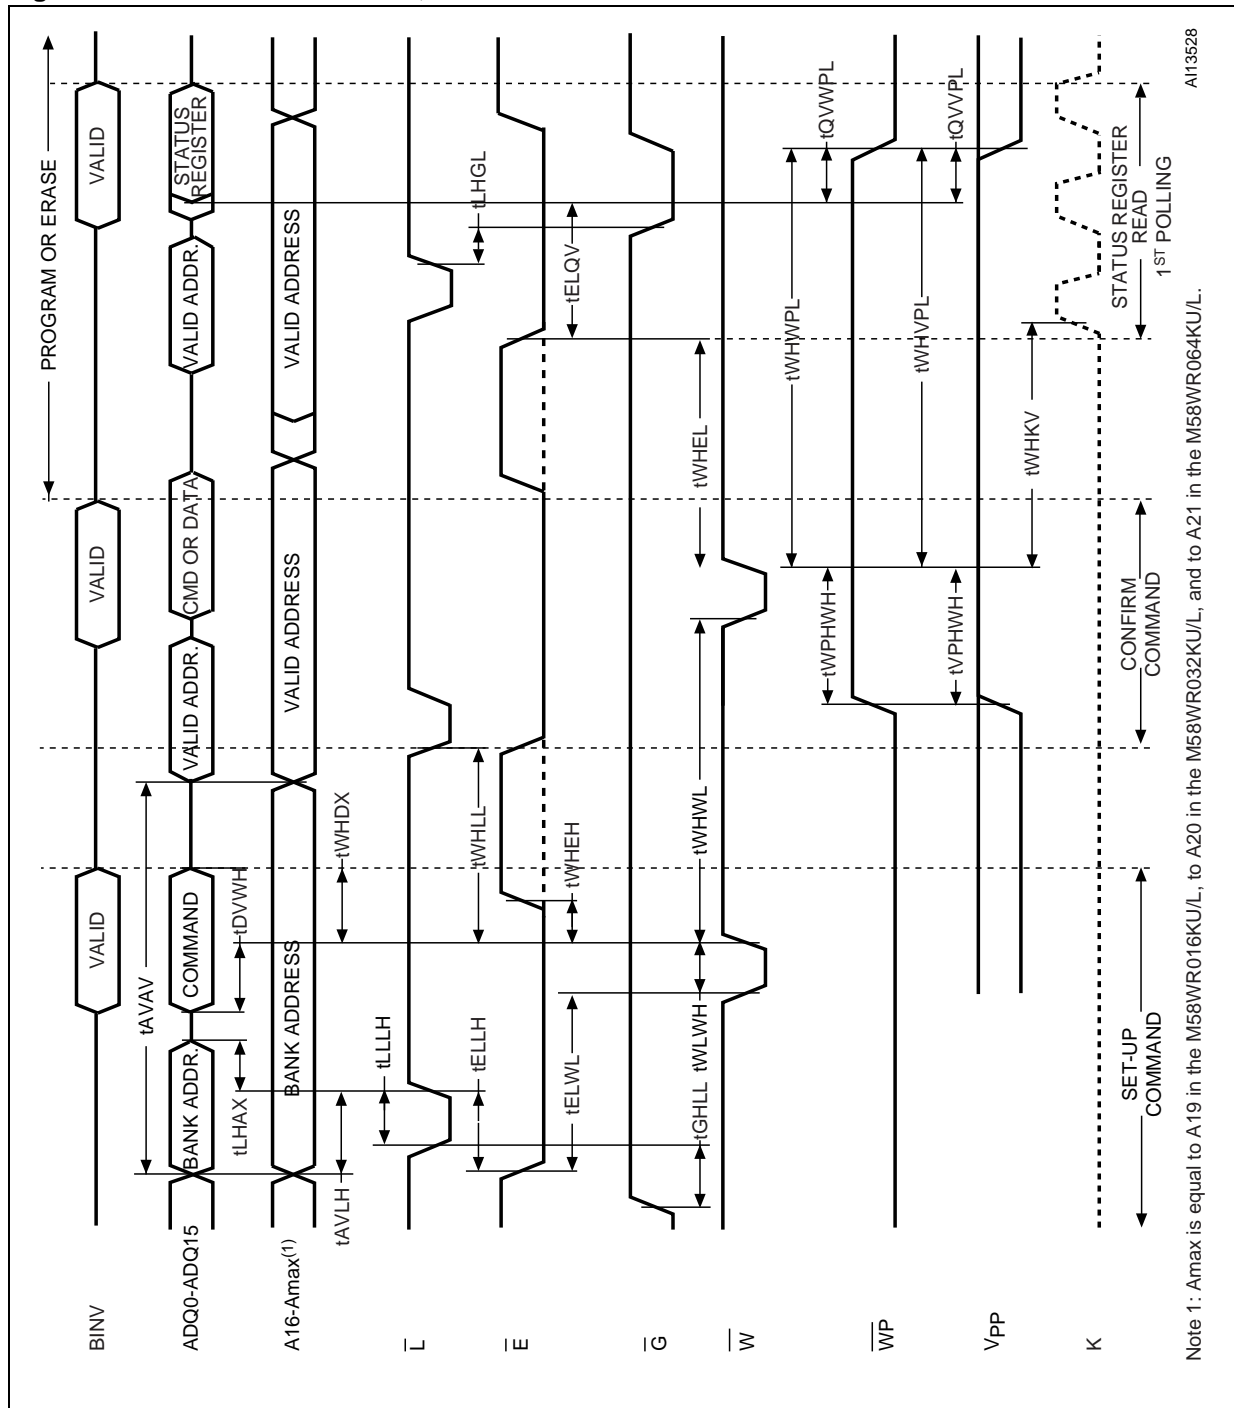 PROGRAM OR ERASE
BINV
VALID
VALID
VALID
tAVAV
ADQ0-ADQ15
BANK ADDR.
COMMAND
VALID ADDR.
CMD OR DATA
VALID ADDR.
STATUS
REGISTER
tLHAX
tDVWH
A16-Amax(1)
BANK ADDRESS
VALID ADDRESS
VALID ADDRESS
tAVLH
tWHDX
tLLLH
L
tELLH
tWHLL
tLHGL
E
tELWL
tWHEH
tELQV
G
tGHLL
tWLWH
tWHWL
tWHEL
W
tWHWPL
tWPHWH
tQVWPL
WP
tWHVPL
tVPHWH
tQVVPL
VPP
tWHKV
K
SET-UP
COMMAND
CONFIRM
COMMAND
STATUS REGISTER
READ
1ST POLLING
AI13528
Note 1: Amax is equal to A19 in the M58WR016KU/L, to A20 in the M58WR032KU/L, and to A21 in the M58WR064KU/L.